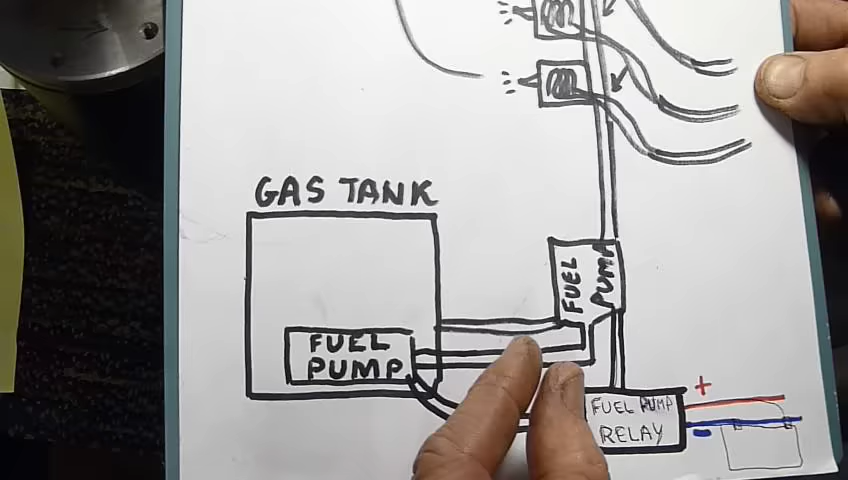 GAS TANK
FUEL
PUMP
FUEL
PUMP
FUEL PUMP
RELAY
+
-